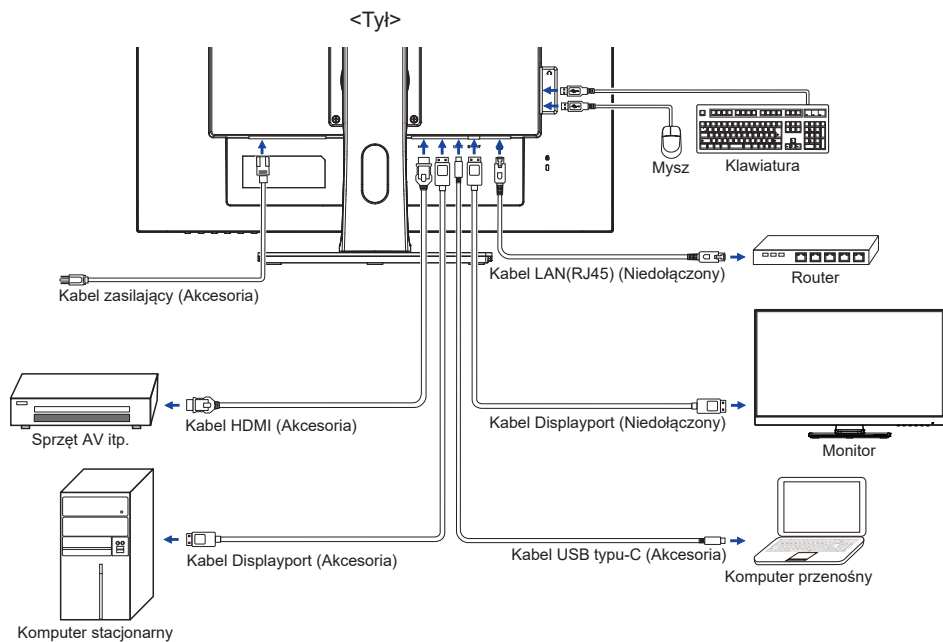 <Tył>
Mysz
Klawiatura
Kabel LAN(RJ45) (Niedołączony)
Router
Kabel zasilający (Akcesoria)
Sprzęt AV itp.
Kabel HDMI (Akcesoria)
Kabel Displayport (Niedołączony)
Monitor
Kabel Displayport (Akcesoria)
Kabel USB typu-C (Akcesoria)
Komputer przenośny
Komputer stacjonarny